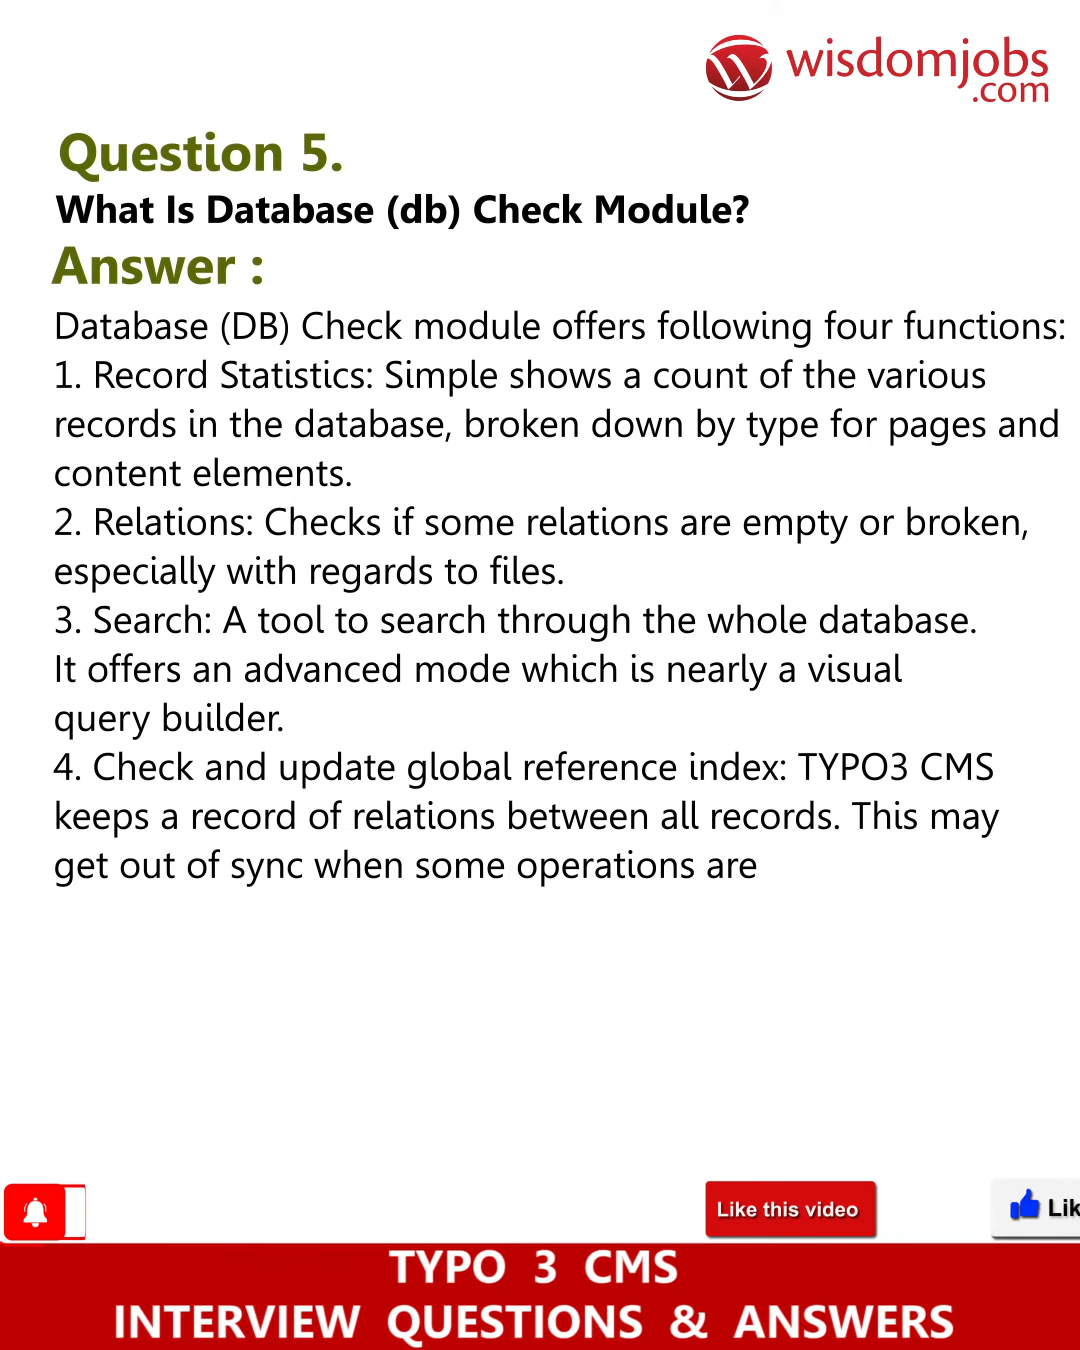 wisdomjobs
.com
Question 5.
What Is Database (db) Check Module?
Answer :
Database (DB) Check module offers following four functions:
1. Record Statistics: Simple shows a count of the various
records in the database, broken down by type for pages and
content elements.
2. Relations: Checks if some relations are empty or broken,
especially with regards to files.
3. Search: A tool to search through the whole database.
It offers an advanced mode which is nearly a visual
query builder.
4. Check and update global reference index: TYPO3 CMS
keeps a record of relations between all records. This may
get out of sync when some operations are
Like this video
Lik
TYPO 3 CMS
INTERVIEW QUESTIONS & ANSWERS